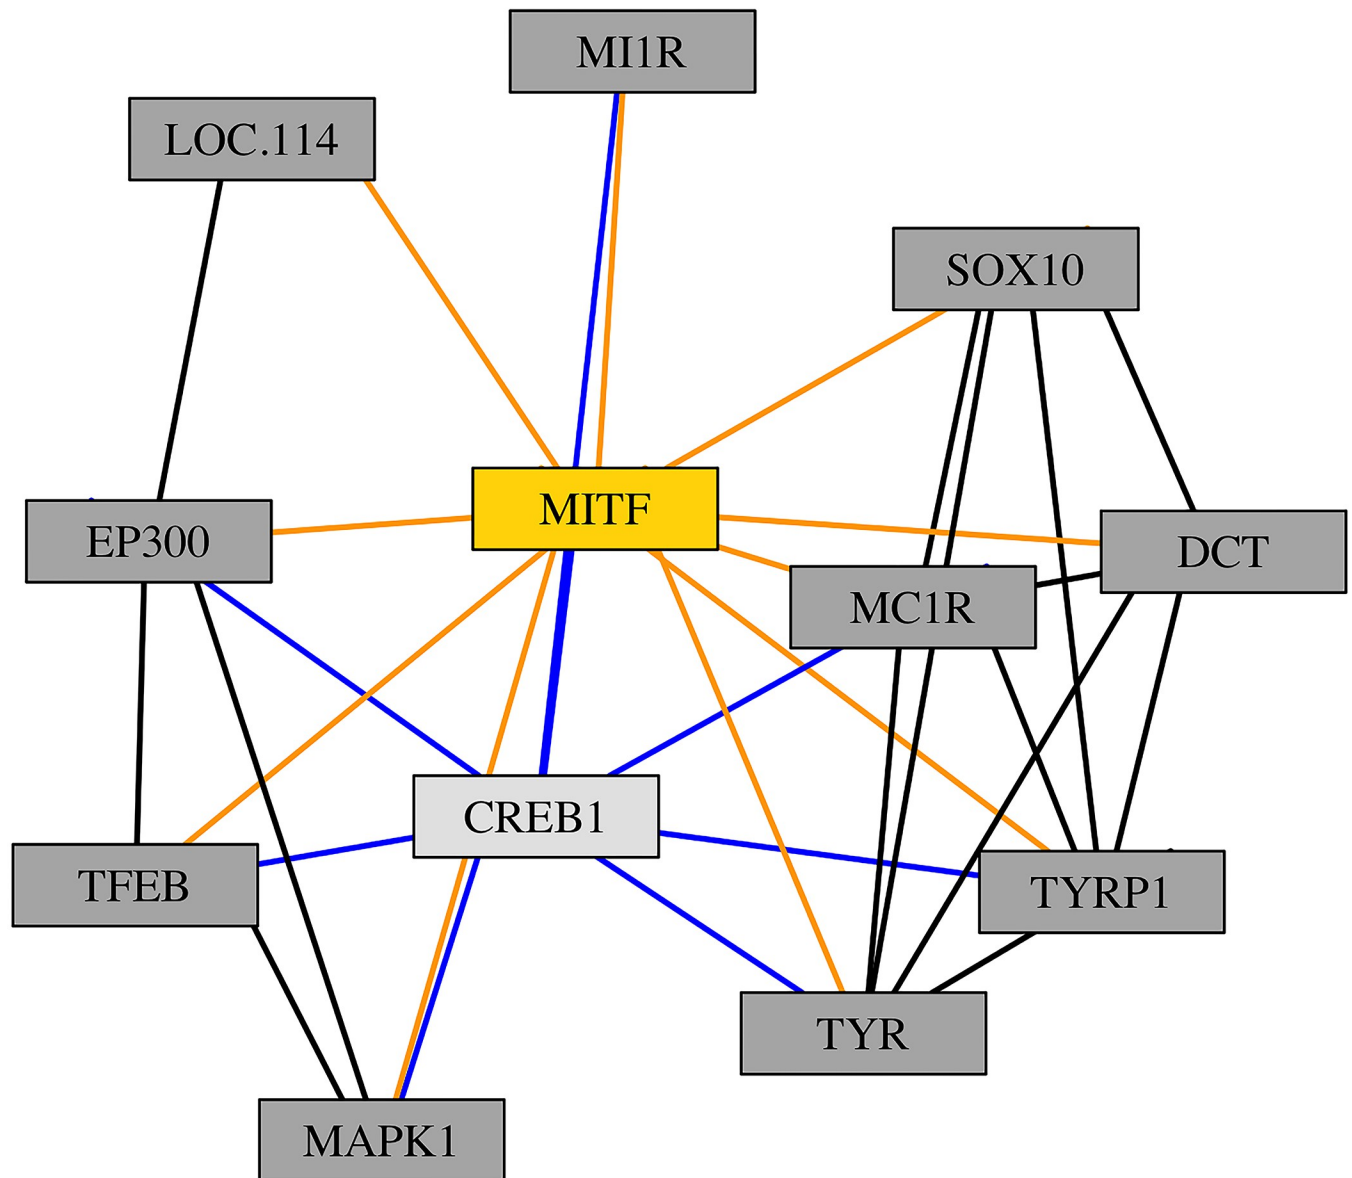 MI1R
LOC.114
SOX10
MITF
EP300
DCT
MC1R
CREB1
TFEB
TYRP1
TYR
MAPK1